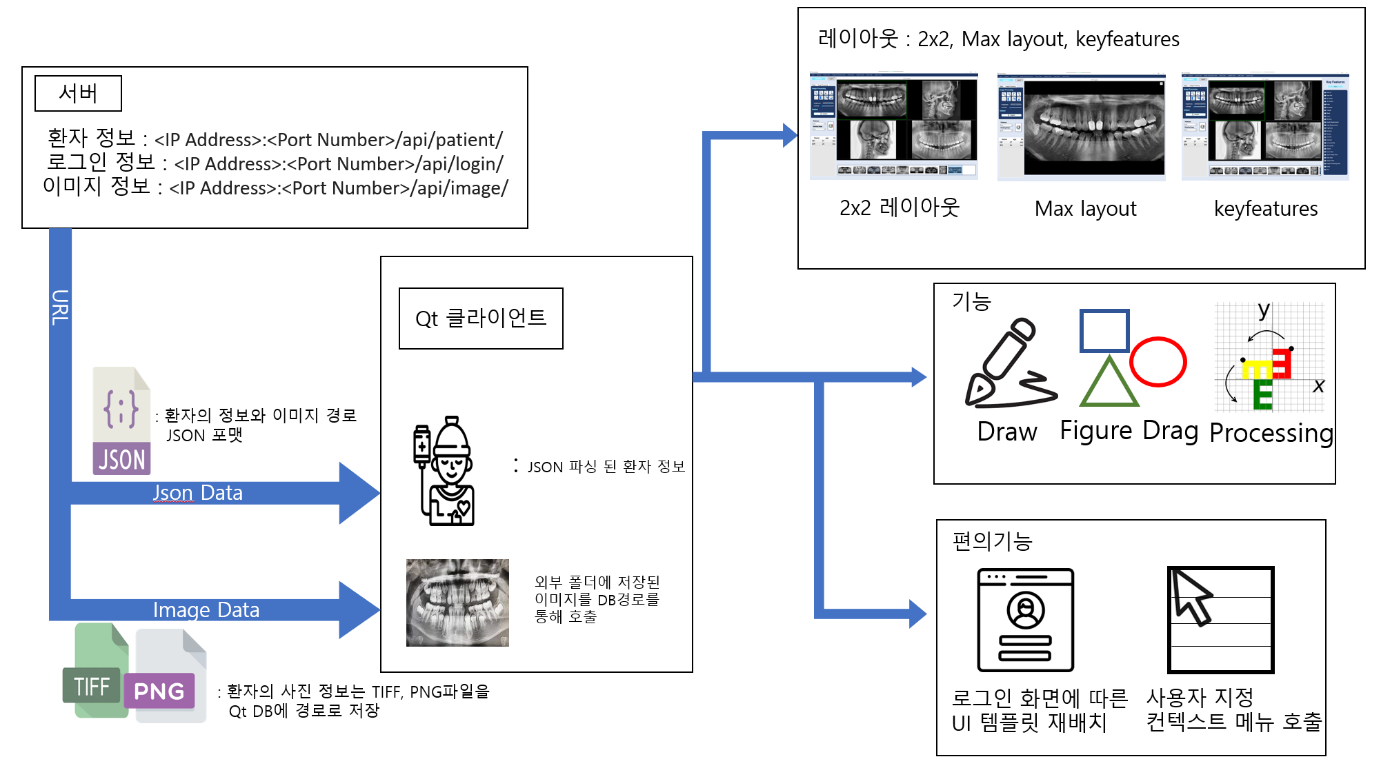 서버
환자 정보 : <IP Address>:<Port Number>/api/patient/
로그인 정보 : <IP Address>:<Port Number>/api/login/
이미지 정보 : <IP Address>:<Port Number>/api/image/
URL
{;}
JSON
: 환자의 정보와 이미지 경로
JSON 포맷
Json Data
Image Data
TIFF
PNG
: 환자의 사진 정보는 TIFF, PNG파일을
Qt DB에 경로로 저장
Qt 클라이언트
: JSON 파싱 된 환자 정보
외부 폴더에 저장된
이미지를 DB경로를
통해 호출
레이아웃 : 2x2, Max layout, keyfeatures
Key Features
2x2 레이아웃
Max layout
keyfeatures
기능
y
x
Draw
Figure Drag
Processing
편의기능
로그인 화면에 따른
UI 템플릿 재배치
사용자 지정
컨텍스트 메뉴 호출